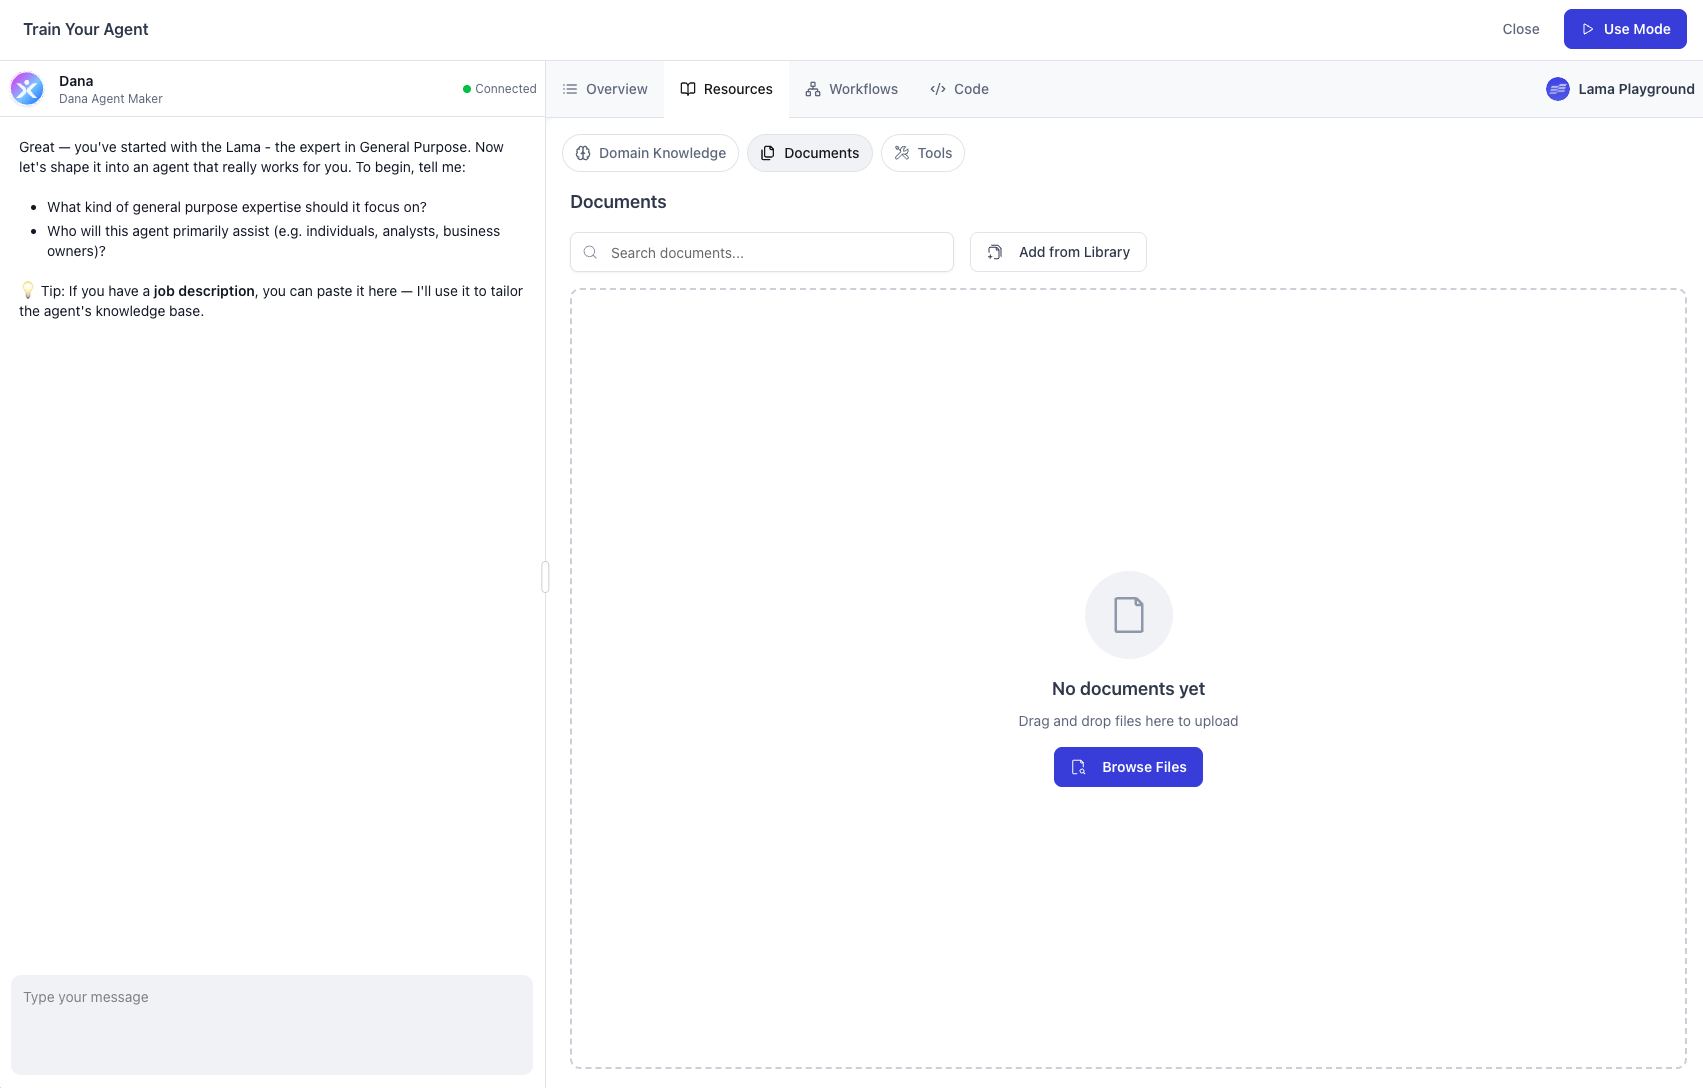 Train Your Agent
Close
Use Mode
Dana
Dana Agent Maker
Connected
Great — you've started with the Lama - the expert in General Purpose. Now
let's shape it into an agent that really works for you. To begin, tell me:
• What kind of general purpose expertise should it focus on?
• Who will this agent primarily assist (e.g. individuals, analysts, business
owners)?
💡 Tip: If you have a job description, you can paste it here — I'll use it to tailor
the agent's knowledge base.
Type your message
Overview
Resources
Workflows
Code
Lama Playground
Domain Knowledge
Documents
Tools
Documents
Search documents...
Add from Library
No documents yet
Drag and drop files here to upload
Browse Files